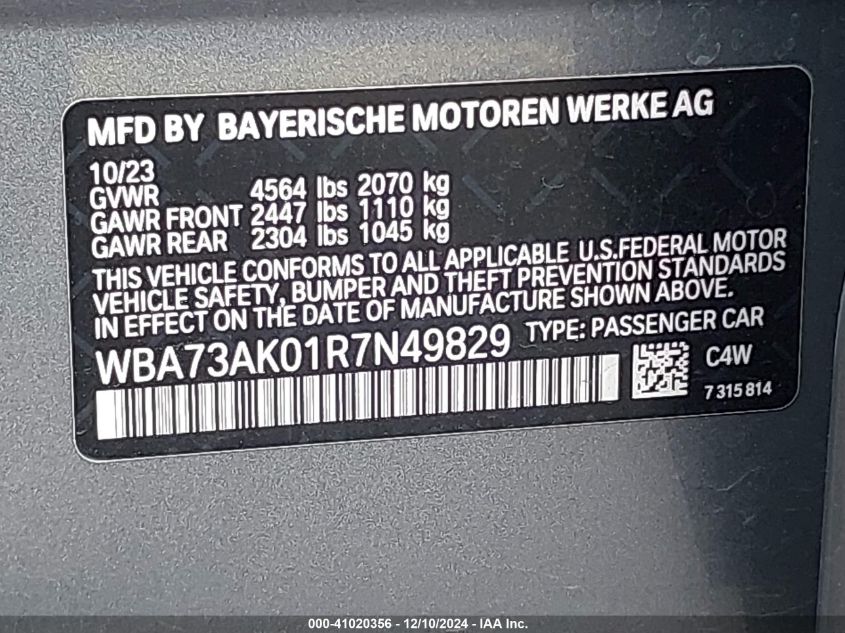 MFD BY BAYERISCHE MOTOREN WERKE AG
10/23
GVWR 4564 lbs 2070 kg
GAWR FRONT 2447 lbs 1110 kg
GAWR REAR 2304 lbs 1045 kg
THIS VEHICLE CONFORMS TO ALL APPLICABLE U.S.FEDERAL MOTOR
VEHICLE SAFETY, BUMPER AND THEFT PREVENTION STANDARDS
IN EFFECT ON THE DATE OF MANUFACTURE SHOWN ABOVE.
WBA73AK01R7N49829 TYPE: PASSENGER CAR
C4W
7 315 814
000-41020356 - 12/10/2024 - IAA Inc.